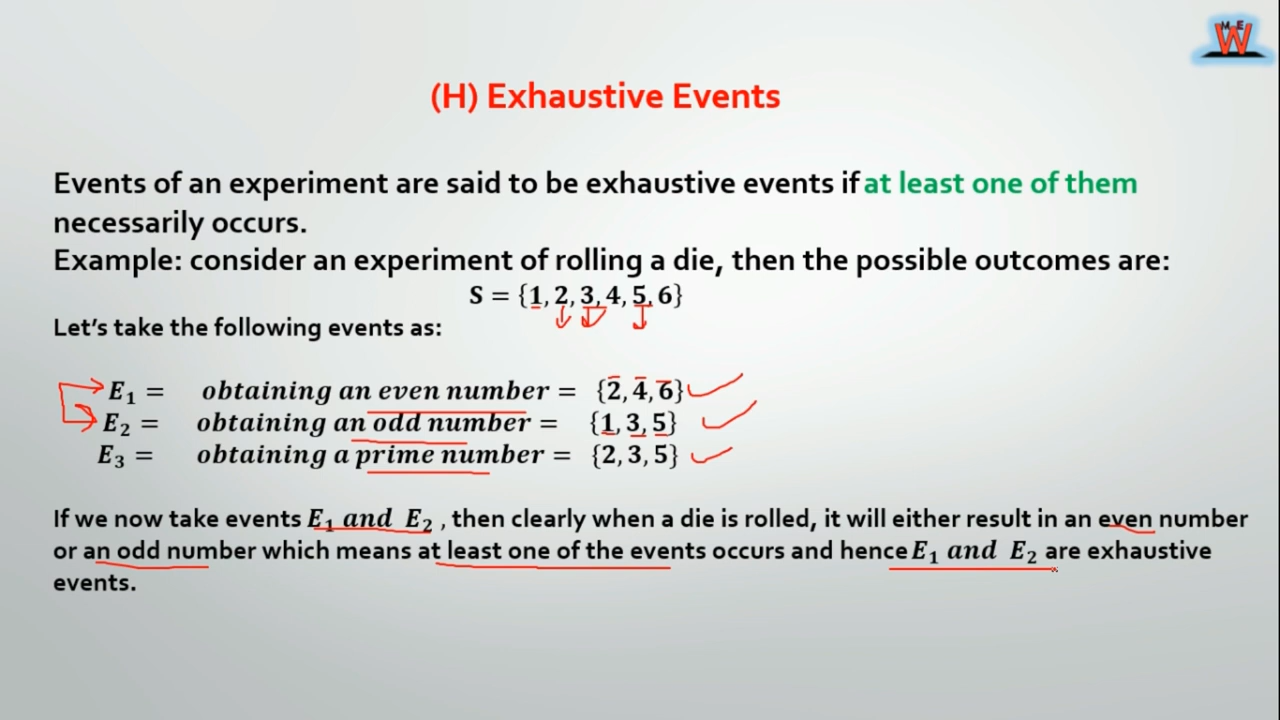 M E
W
(H) Exhaustive Events
Events of an experiment are said to be exhaustive events if at least one of them
necessarily occurs.
Example: consider an experiment of rolling a die, then the possible outcomes are:
S = {1, 2, 3, 4, 5, 6}
Let's take the following events as:
E₁ = obtaining an even number = {2, 4, 6}
E₂ = obtaining an odd number = {1, 3, 5}
E₃ = obtaining a prime number = {2, 3, 5}
If we now take events E₁ and E₂ , then clearly when a die is rolled, it will either result in an even number
or an odd number which means at least one of the events occurs and hence E₁ and E₂ are exhaustive
events.